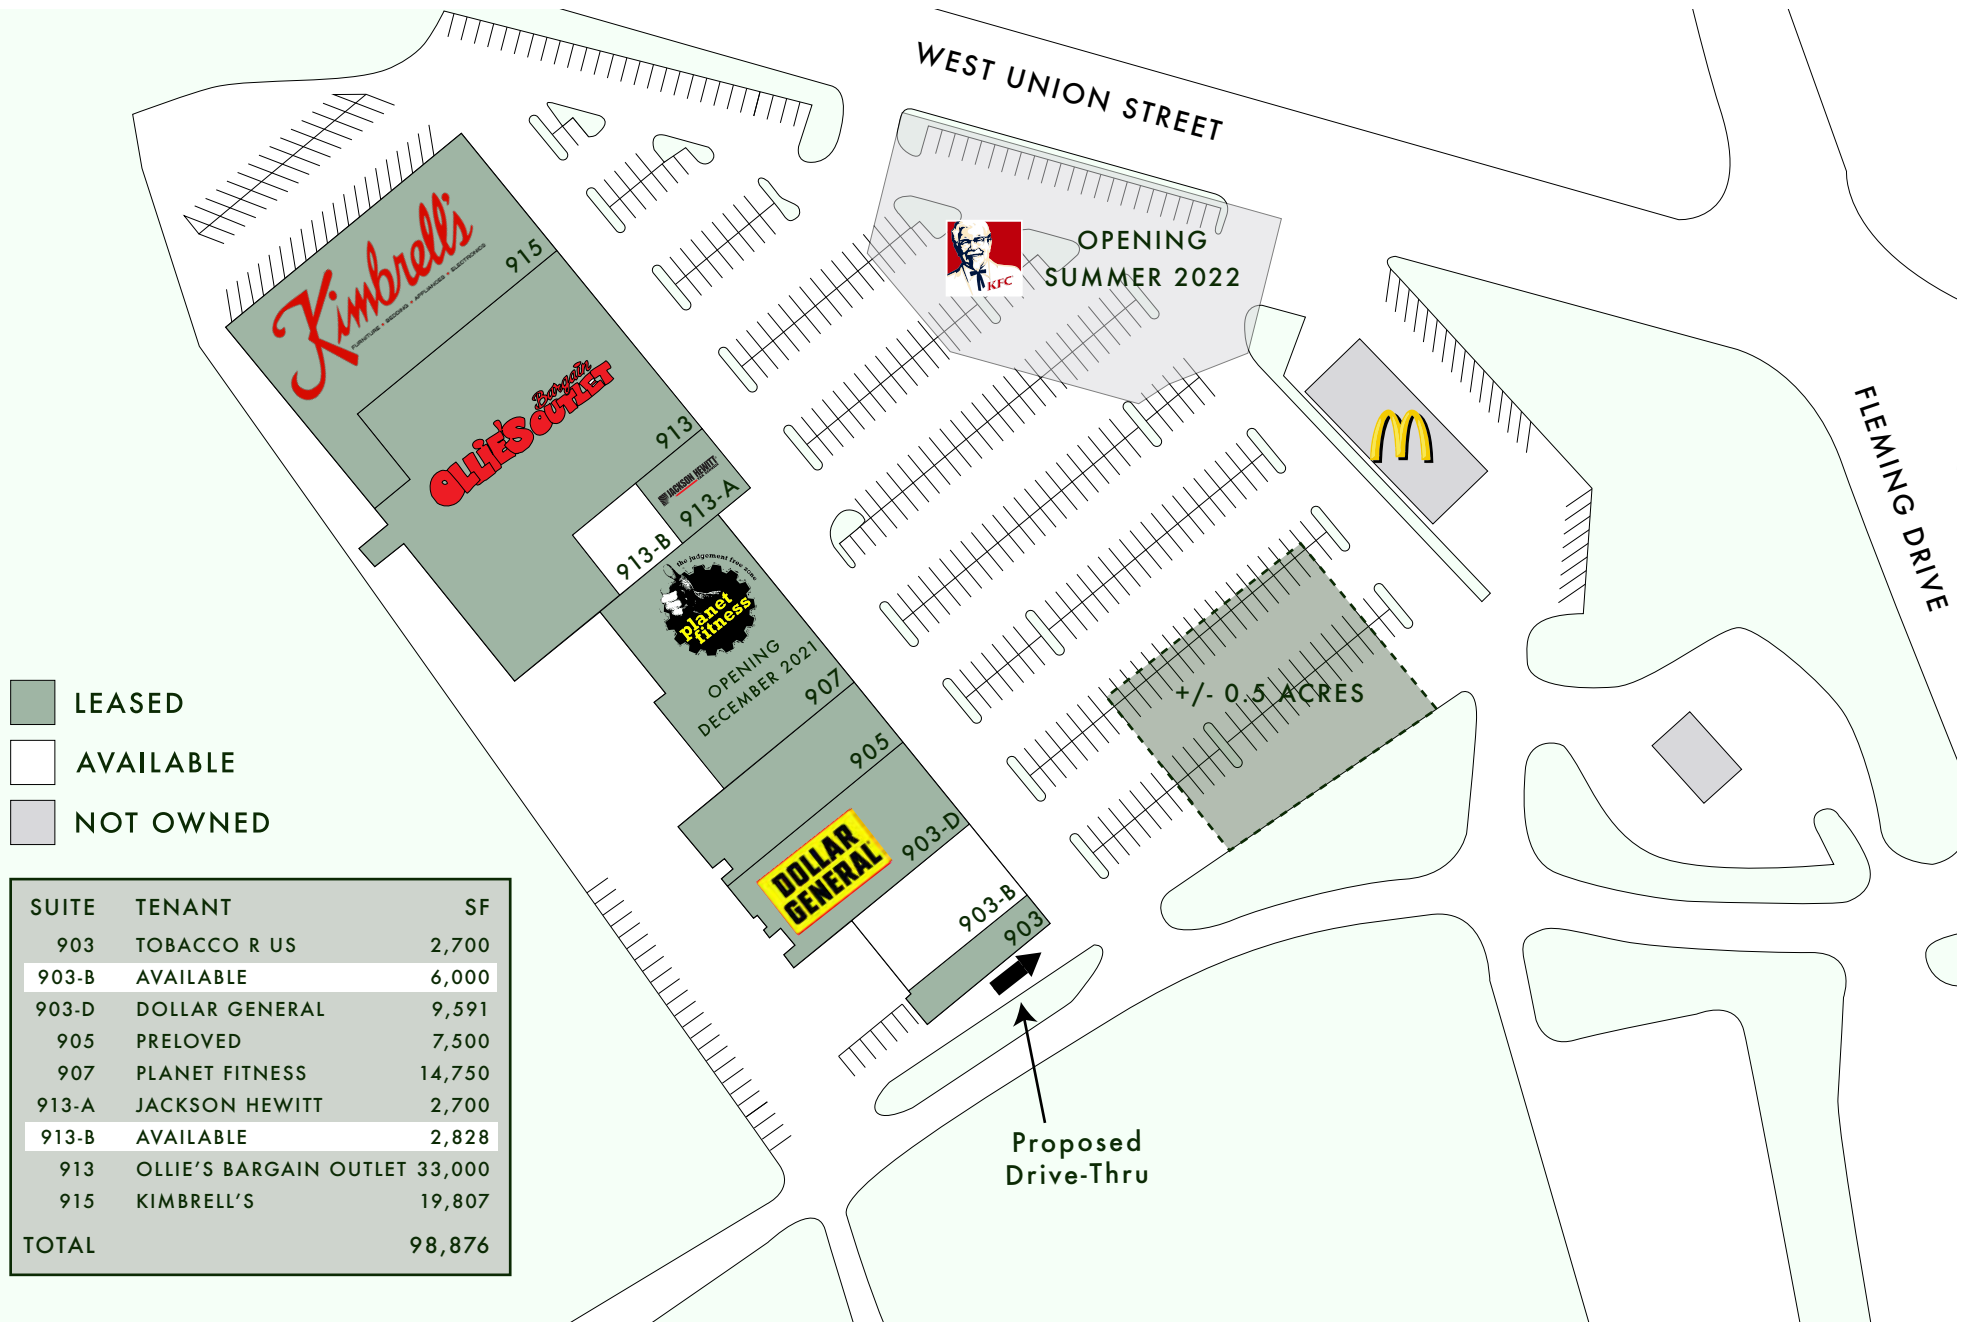 WEST UNION STREET
Kimbrell's
FURNITURE • BEDDING • APPLIANCES • ELECTRONICS
915
KFC
OPENING
SUMMER 2022
OLLIE'S
Bargain
OUTLET
913
JACKSON HEWITT
913-A
913-B
FLEMING DRIVE
the judgement free zone
planet
fitness
OPENING
DECEMBER 2021
907
+/- 0.5 ACRES
905
DOLLAR
GENERAL
903-D
903-B
903
Proposed
Drive-Thru
LEASED
AVAILABLE
NOT OWNED
SUITE TENANT SF
903 TOBACCO R US 2,700
903-B AVAILABLE 6,000
903-D DOLLAR GENERAL 9,591
905 PRELOVED 7,500
907 PLANET FITNESS 14,750
913-A JACKSON HEWITT 2,700
913-B AVAILABLE 2,828
913 OLLIE'S BARGAIN OUTLET 33,000
915 KIMBRELL'S 19,807
TOTAL 98,876